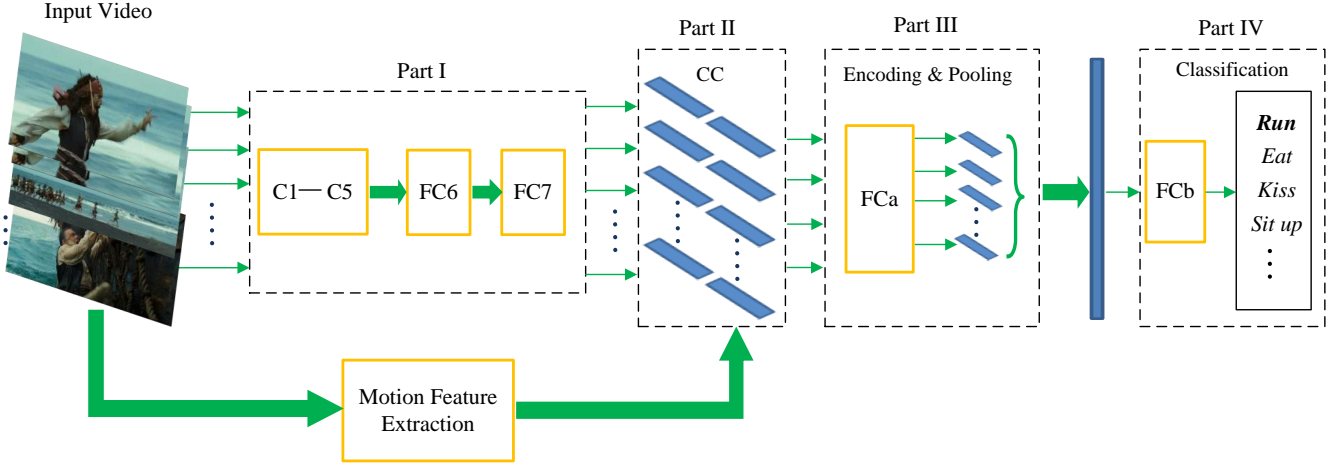 Input Video
Part I
Part II
Part III
Part IV
CC
Encoding & Pooling
Classification
C1— C5
FC6
FC7
FCa
FCb
Run
Eat
Kiss
Sit up
Motion Feature
Extraction